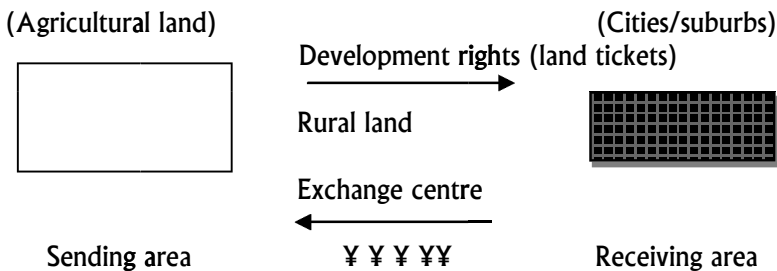 (Agricultural land) (Cities/suburbs)
Development rights (land tickets)
Rural land
Exchange centre
Sending area ¥ ¥ ¥ ¥¥ Receiving area